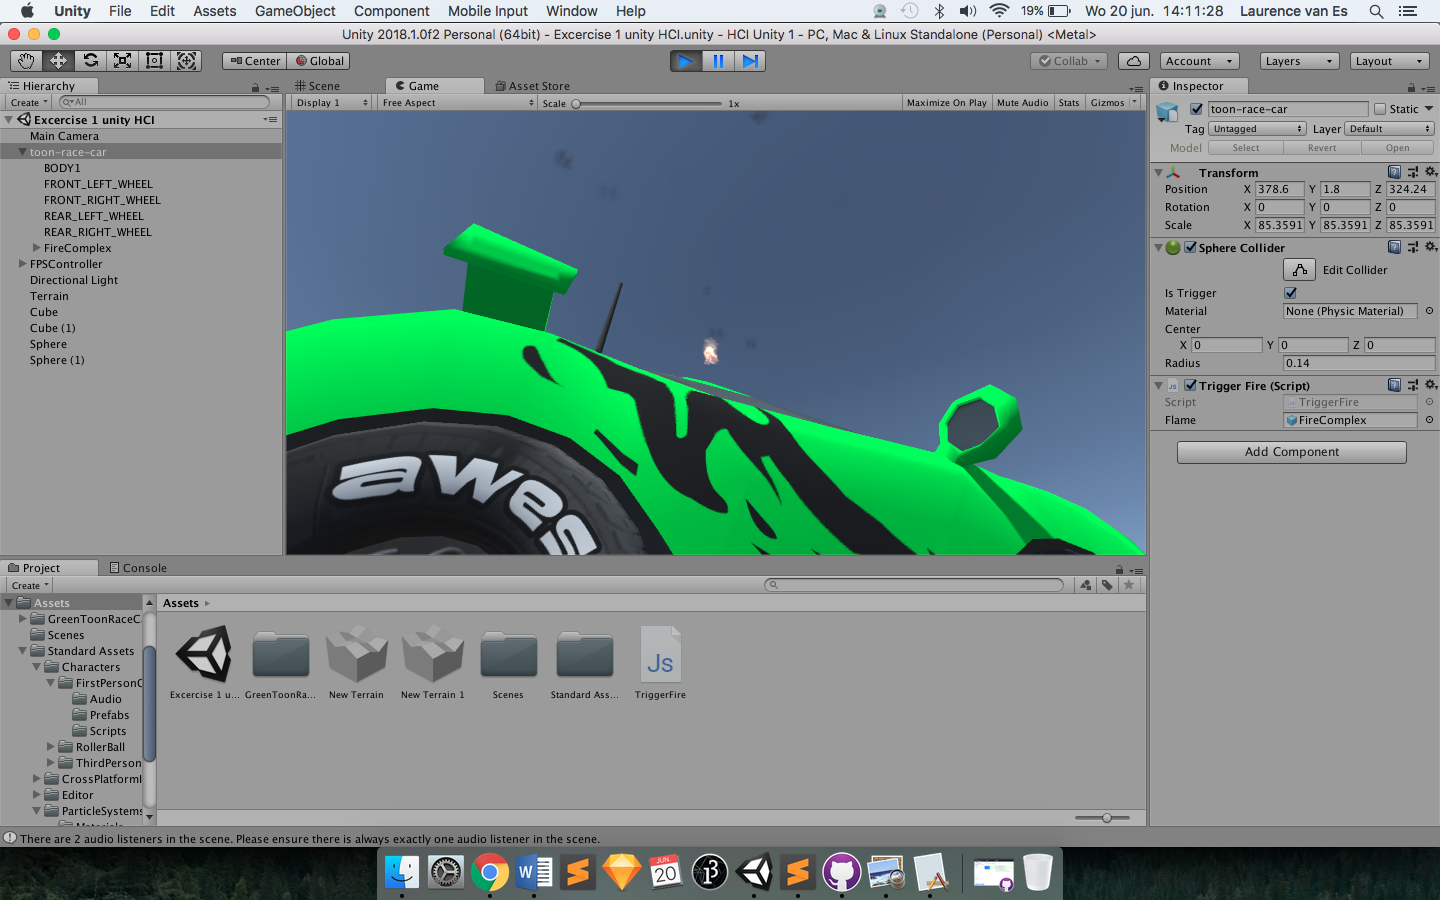 Unity File Edit Assets GameObject Component Mobile Input Window Help 19% Wo 20 jun. 14:11:28 Laurence van Es
Unity 2018.1.0f2 Personal (64bit) - Excercise 1 unity HCI.unity - HCI Unity 1 - PC, Mac & Linux Standalone (Personal) <Metal>
Center Global Collab Account Layers Layout
Hierarchy
Create All
Excercise 1 unity HCI
Main Camera
toon-race-car
BODY1
FRONT_LEFT_WHEEL
FRONT_RIGHT_WHEEL
REAR_LEFT_WHEEL
REAR_RIGHT_WHEEL
FireComplex
FPSController
Directional Light
Terrain
Cube
Cube (1)
Sphere
Sphere (1)
Scene Game Asset Store
Display 1 Free Aspect Scale 1x Maximize On Play Mute Audio Stats Gizmos
awes
Inspector
toon-race-car Static
Tag Untagged Layer Default
Model Select Revert Open
Transform
Position X 378.6 Y 1.8 Z 324.24
Rotation X 0 Y 0 Z 0
Scale X 85.3591 Y 85.3591 Z 85.3591
Sphere Collider
Edit Collider
Is Trigger
Material None (Physic Material)
Center
X 0 Y 0 Z 0
Radius 0.14
Js Trigger Fire (Script)
Script TriggerFire
Flame FireComplex
Add Component
Project Console
Create
Assets
GreenToonRaceC
Scenes
Standard Assets
Characters
FirstPersonC
Audio
Prefabs
Scripts
RollerBall
ThirdPerson
CrossPlatformI
Editor
ParticleSystems
Assets
Js
Excercise 1 u... GreenToonRa... New Terrain New Terrain 1 Scenes Standard Ass... TriggerFire
There are 2 audio listeners in the scene. Please ensure there is always exactly one audio listener in the scene.
JUN
20